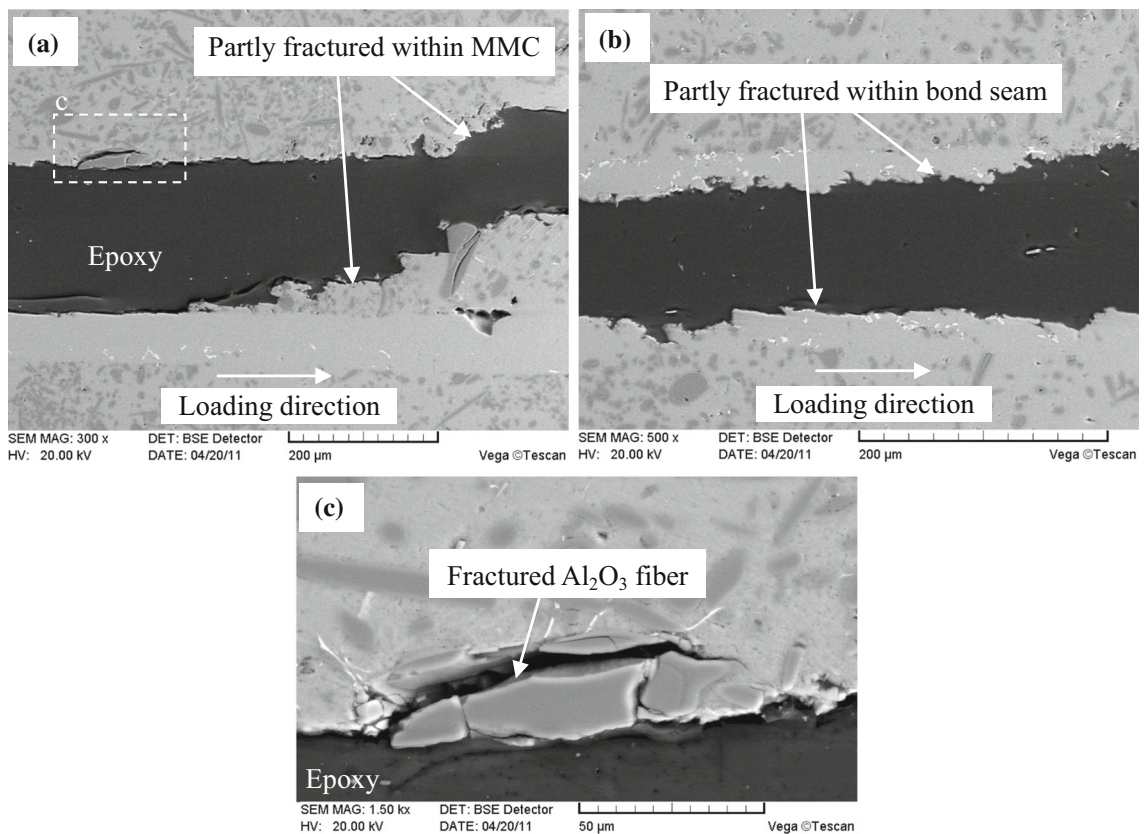 (a)
Partly fractured within MMC
c
Epoxy
Loading direction
SEM MAG: 300 x DET: BSE Detector
HV: 20.00 kV DATE: 04/20/11 200 µm Vega ©Tescan
(b)
Partly fractured within bond seam
Loading direction
SEM MAG: 500 x DET: BSE Detector
HV: 20.00 kV DATE: 04/20/11 200 µm Vega ©Tescan
(c)
Fractured Al₂O₃ fiber
Epoxy
SEM MAG: 1.50 kx DET: BSE Detector
HV: 20.00 kV DATE: 04/20/11 50 µm Vega ©Tescan